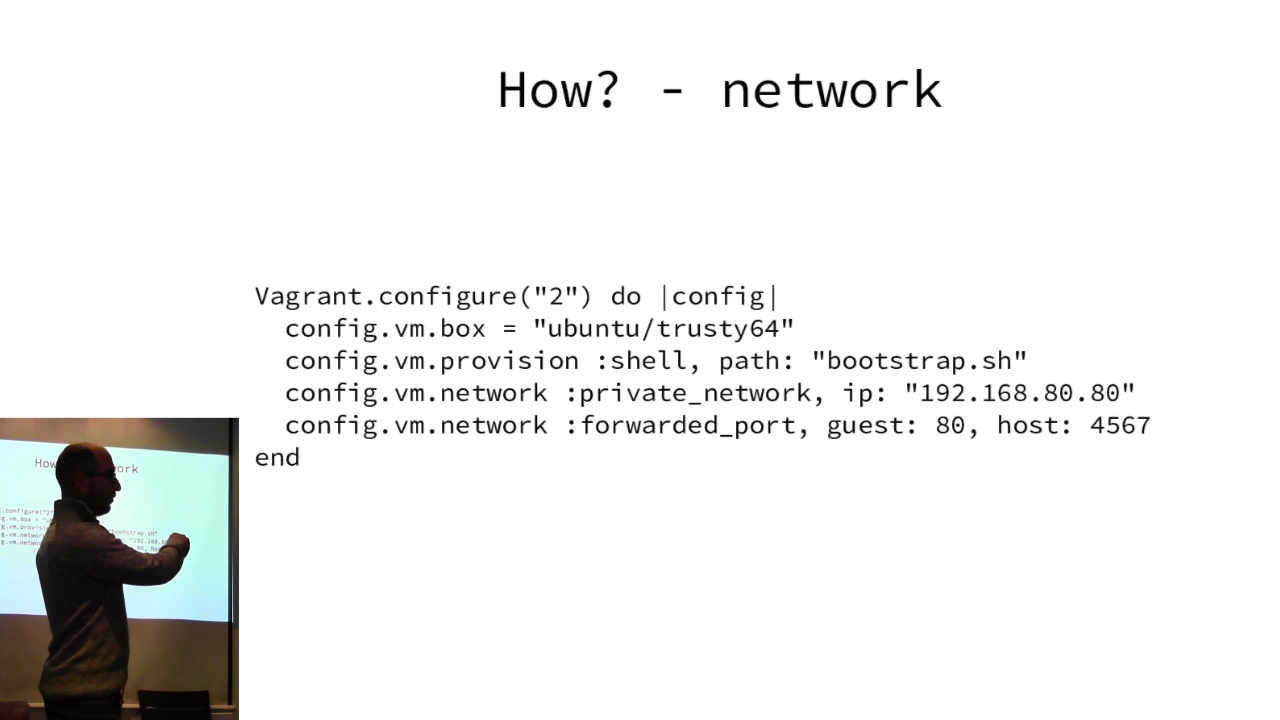 How? - network
Vagrant.configure("2") do |config|
  config.vm.box = "ubuntu/trusty64"
  config.vm.provision :shell, path: "bootstrap.sh"
  config.vm.network :private_network, ip: "192.168.80.80"
  config.vm.network :forwarded_port, guest: 80, host: 4567
end